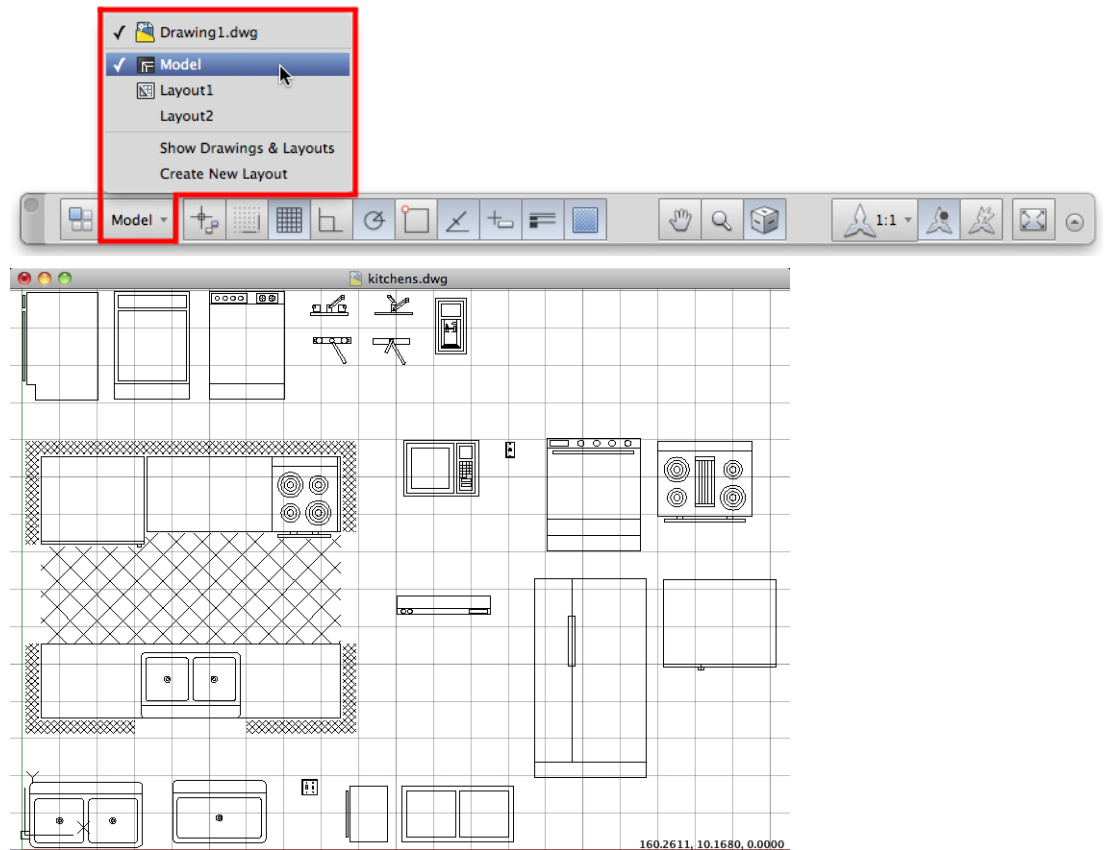 ✓ Drawing1.dwg
✓ Model
Layout1
Layout2
Show Drawings & Layouts
Create New Layout
Model
1:1
kitchens.dwg
160.2611, 10.1680, 0.0000